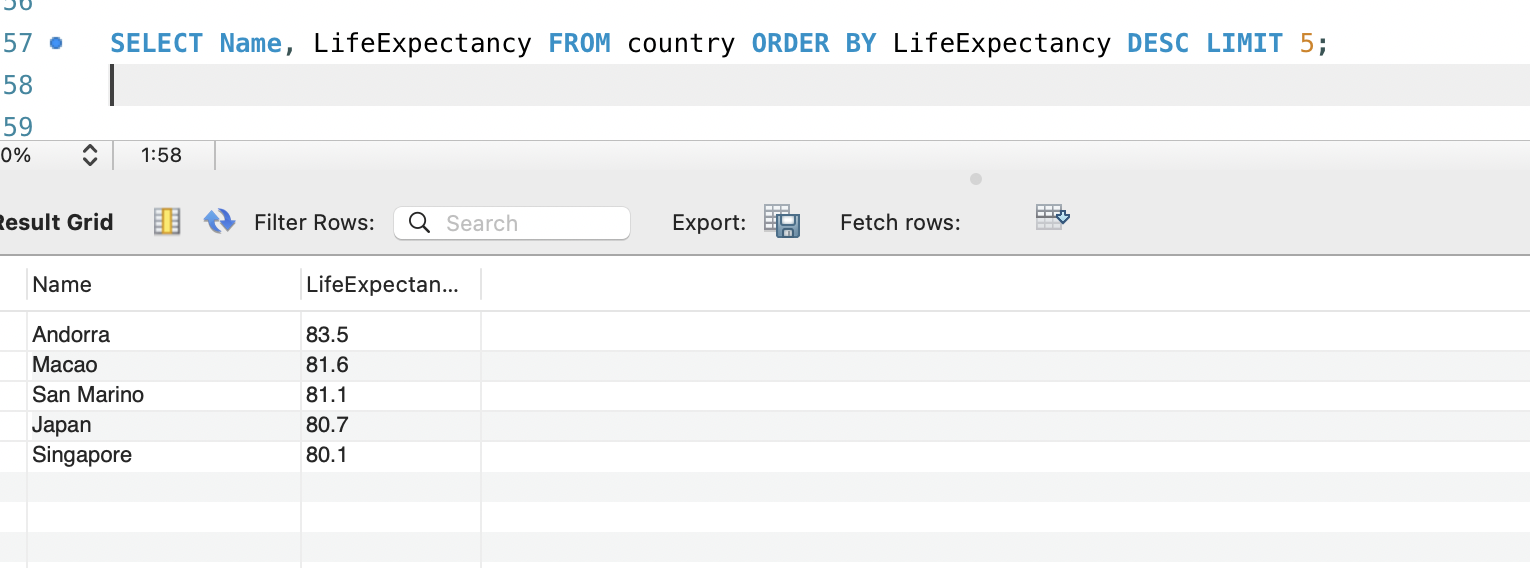 56
57 SELECT Name, LifeExpectancy FROM country ORDER BY LifeExpectancy DESC LIMIT 5;
58
59
0% 1:58
Result Grid Filter Rows: Search Export: Fetch rows:
Name LifeExpectan...
Andorra 83.5
Macao 81.6
San Marino 81.1
Japan 80.7
Singapore 80.1